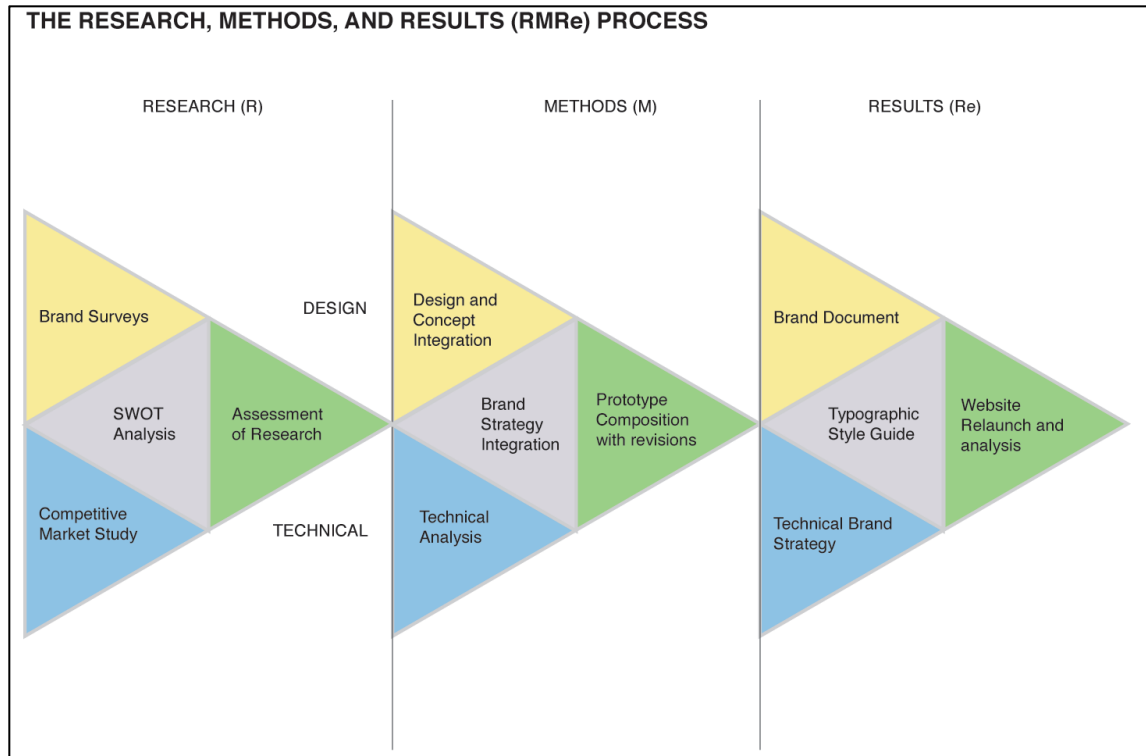 THE RESEARCH, METHODS, AND RESULTS (RMRe) PROCESS
RESEARCH (R)
METHODS (M)
RESULTS (Re)
Brand Surveys
SWOT
Analysis
Assessment
of Research
Competitive
Market Study
DESIGN
TECHNICAL
Design and
Concept
Integration
Brand
Strategy
Integration
Prototype
Composition
with revisions
Technical
Analysis
Brand Document
Typographic
Style Guide
Website
Relaunch and
analysis
Technical Brand
Strategy